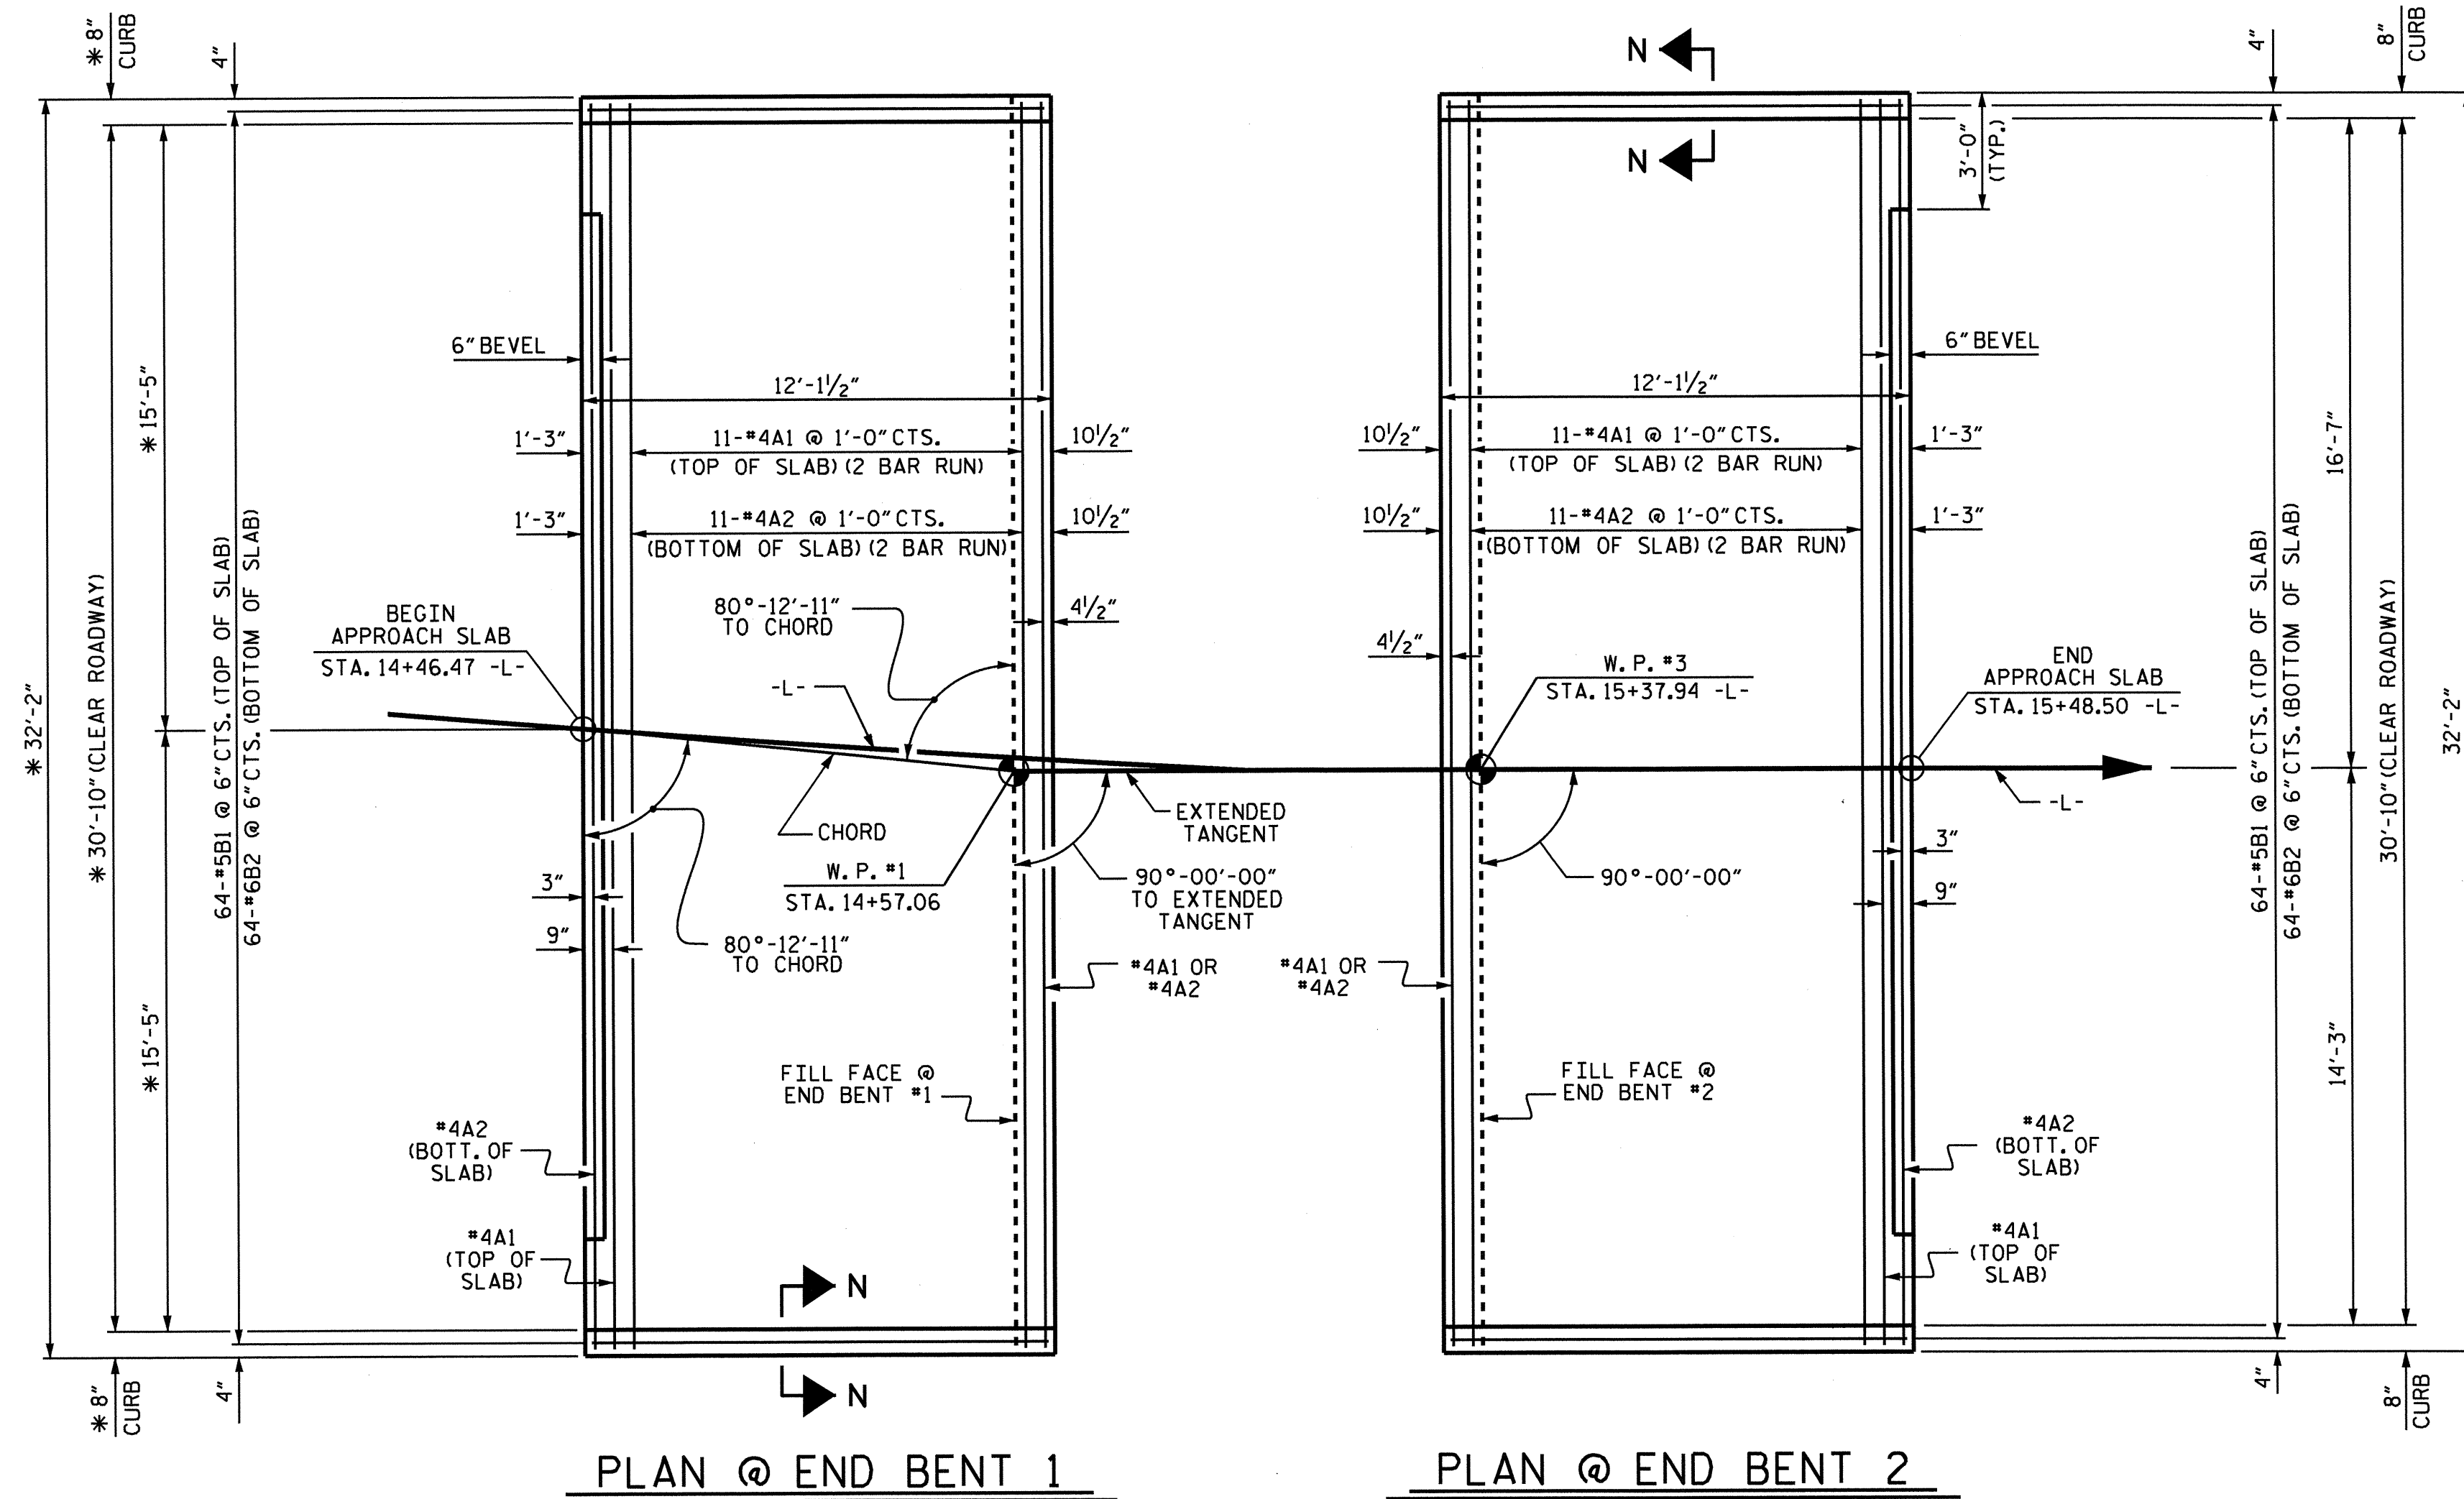 ✳ 8"
CURB
4"
✳ 32'-2"
✳ 30'-10" (CLEAR ROADWAY)
✳ 15'-5"
✳ 15'-5"
64-#5B1 @ 6" CTS. (TOP OF SLAB)
64-#6B2 @ 6" CTS. (BOTTOM OF SLAB)
✳ 8"
CURB
4"
6" BEVEL
12'-1½"
1'-3"
11-#4A1 @ 1'-0" CTS.
(TOP OF SLAB) (2 BAR RUN)
10½"
1'-3"
11-#4A2 @ 1'-0" CTS.
(BOTTOM OF SLAB) (2 BAR RUN)
10½"
BEGIN
APPROACH SLAB
STA. 14+46.47 -L-
80°-12'-11"
TO CHORD
4½"
-L-
CHORD
EXTENDED
TANGENT
W. P. #1
STA. 14+57.06
90°-00'-00"
TO EXTENDED
TANGENT
3"
9"
80°-12'-11"
TO CHORD
#4A1 OR
#4A2
FILL FACE @
END BENT #1
#4A2
(BOTT. OF
SLAB)
#4A1
(TOP OF
SLAB)
N
N
PLAN @ END BENT 1
N
N
4"
8"
CURB
3'-0"
(TYP.)
6" BEVEL
12'-1½"
10½"
11-#4A1 @ 1'-0" CTS.
(TOP OF SLAB) (2 BAR RUN)
1'-3"
10½"
11-#4A2 @ 1'-0" CTS.
(BOTTOM OF SLAB) (2 BAR RUN)
1'-3"
4½"
W. P. #3
STA. 15+37.94 -L-
END
APPROACH SLAB
STA. 15+48.50 -L-
-L-
90°-00'-00"
3"
9"
#4A1 OR
#4A2
FILL FACE @
END BENT #2
#4A2
(BOTT. OF
SLAB)
#4A1
(TOP OF
SLAB)
64-#5B1 @ 6" CTS. (TOP OF SLAB)
64-#6B2 @ 6" CTS. (BOTTOM OF SLAB)
16'-7"
14'-3"
30'-10" (CLEAR ROADWAY)
32'-2"
4"
8"
CURB
PLAN @ END BENT 2